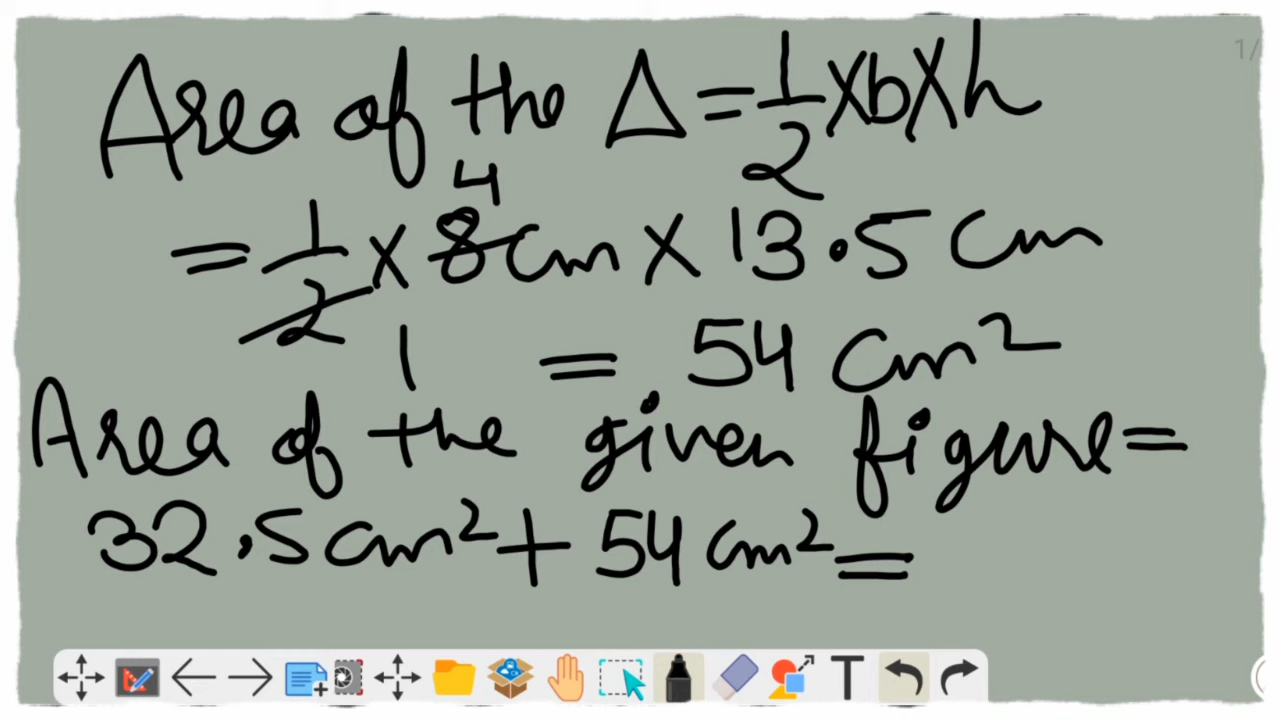 Area of the Δ = 1/2 × b × h
4
= 1/2 × 8 cm × 13.5 cm
1 = 54 cm²
Area of the given figure =
32.5 cm² + 54 cm² =
1/
T